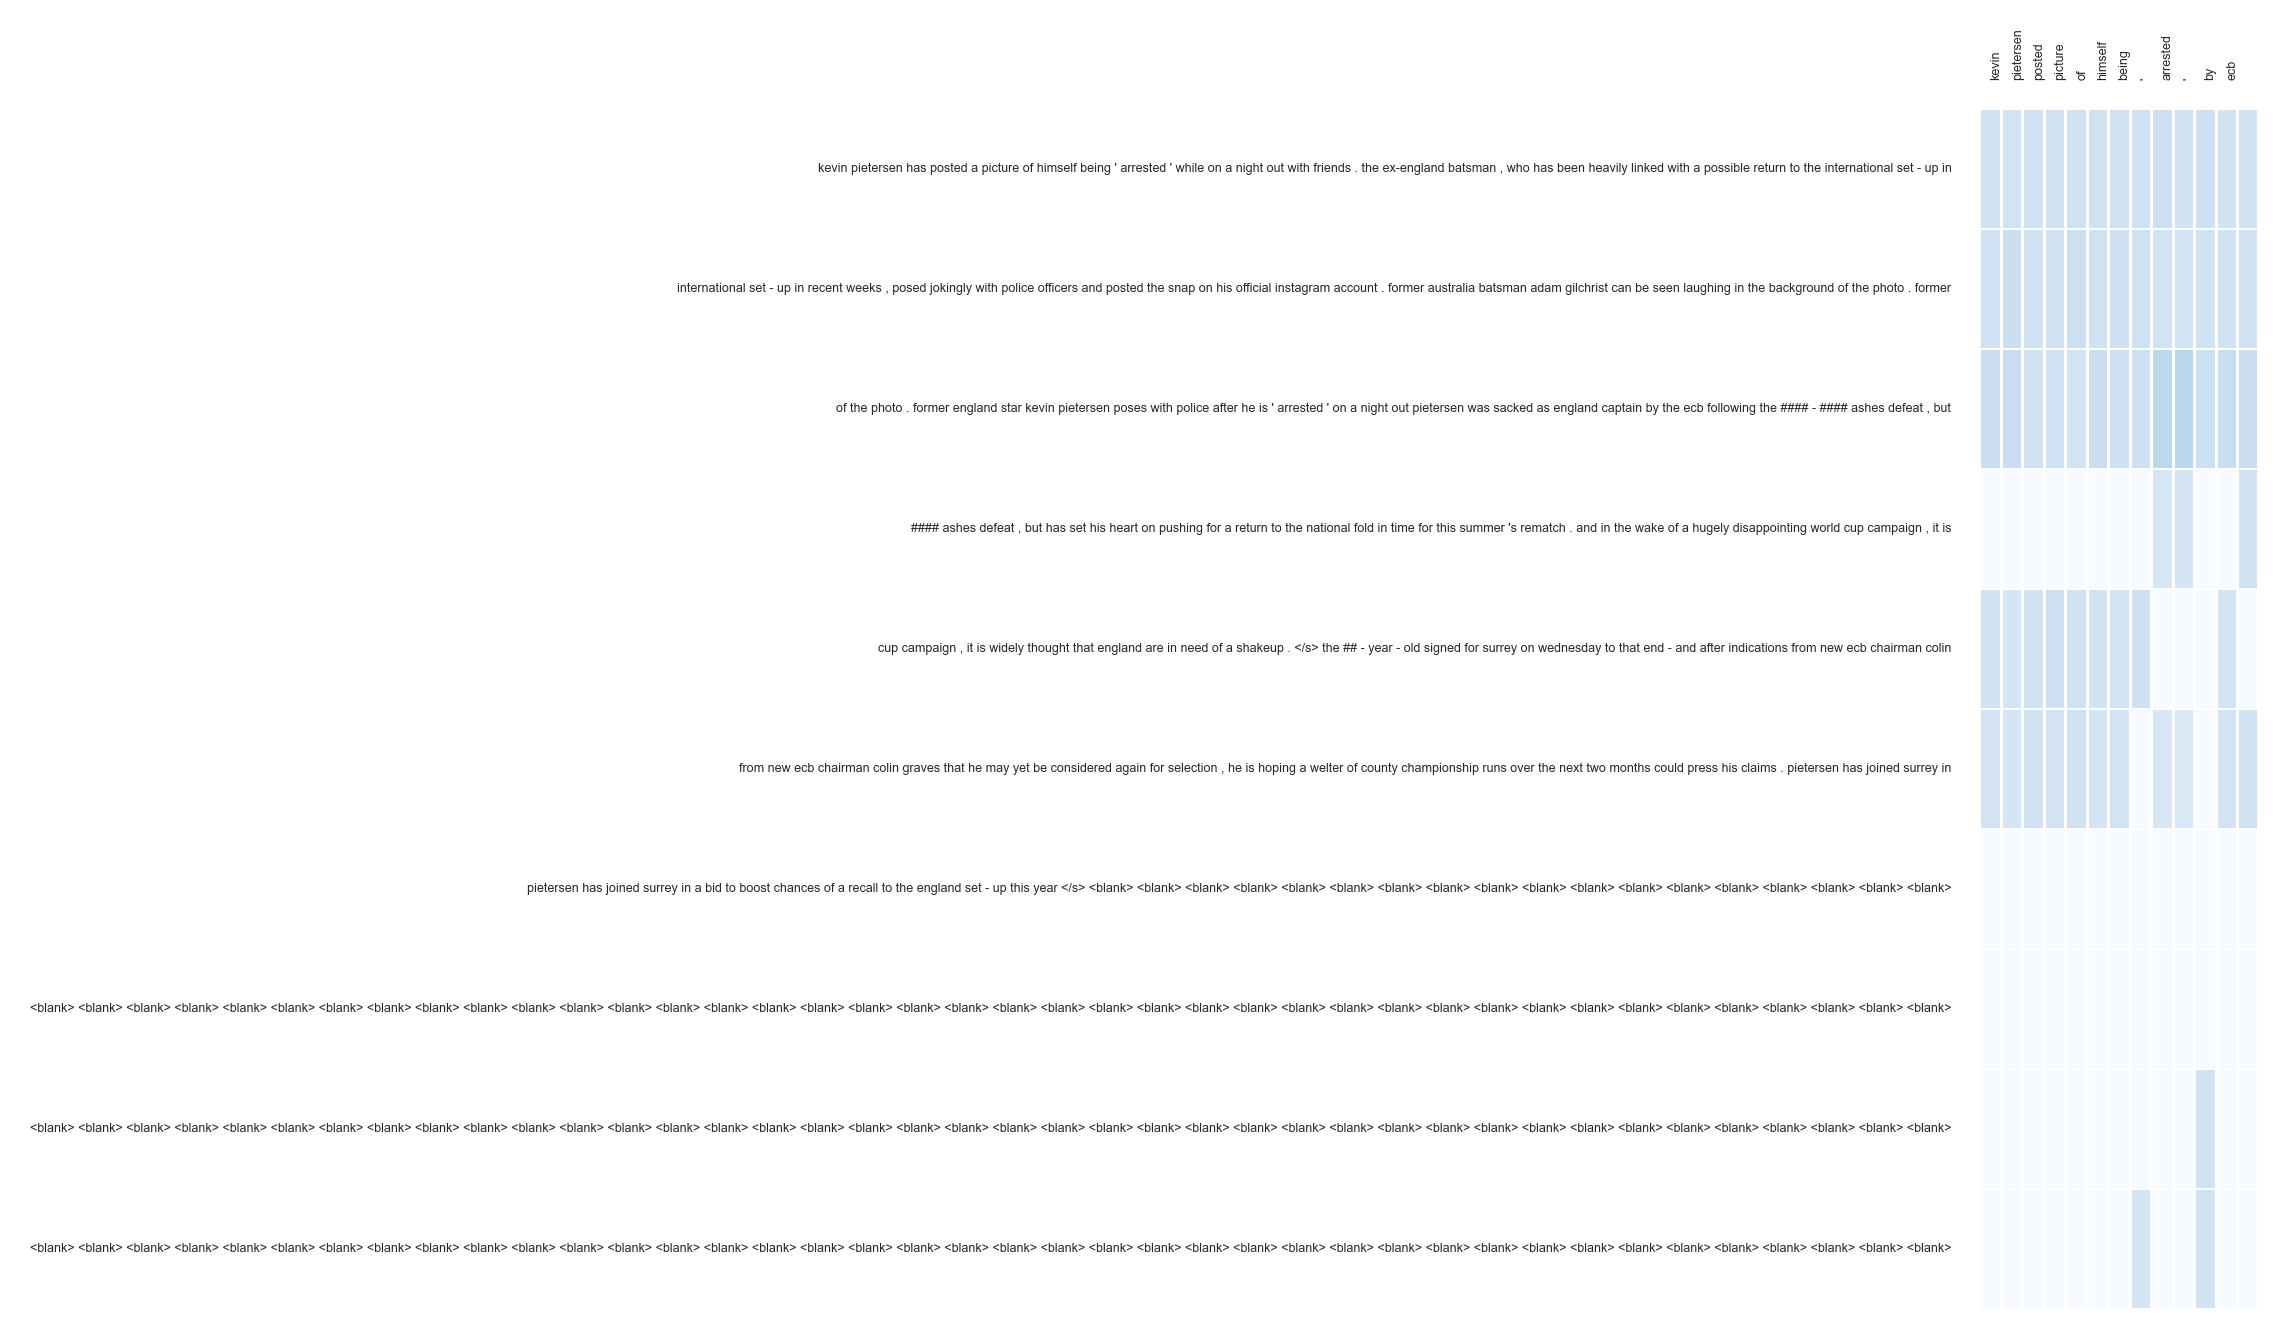 kevin
pietersen
posted
picture
of
himself
being
'
arrested
'
by
ecb
kevin pietersen has posted a picture of himself being ' arrested ' while on a night out with friends . the ex-england batsman , who has been heavily linked with a possible return to the international set - up in
international set - up in recent weeks , posed jokingly with police officers and posted the snap on his official instagram account . former australia batsman adam gilchrist can be seen laughing in the background of the photo . former
of the photo . former england star kevin pietersen poses with police after he is ' arrested ' on a night out pietersen was sacked as england captain by the ecb following the #### - #### ashes defeat , but
#### ashes defeat , but has set his heart on pushing for a return to the national fold in time for this summer 's rematch . and in the wake of a hugely disappointing world cup campaign , it is
cup campaign , it is widely thought that england are in need of a shakeup . </s> the ## - year - old signed for surrey on wednesday to that end - and after indications from new ecb chairman colin
from new ecb chairman colin graves that he may yet be considered again for selection , he is hoping a welter of county championship runs over the next two months could press his claims . pietersen has joined surrey in
pietersen has joined surrey in a bid to boost chances of a recall to the england set - up this year </s> <blank> <blank> <blank> <blank> <blank> <blank> <blank> <blank> <blank> <blank> <blank> <blank> <blank> <blank> <blank> <blank> <blank> <blank>
<blank> <blank> <blank> <blank> <blank> <blank> <blank> <blank> <blank> <blank> <blank> <blank> <blank> <blank> <blank> <blank> <blank> <blank> <blank> <blank> <blank> <blank> <blank> <blank> <blank> <blank> <blank> <blank> <blank> <blank> <blank> <blank> <blank> <blank> <blank> <blank> <blank> <blank> <blank> <blank>
<blank> <blank> <blank> <blank> <blank> <blank> <blank> <blank> <blank> <blank> <blank> <blank> <blank> <blank> <blank> <blank> <blank> <blank> <blank> <blank> <blank> <blank> <blank> <blank> <blank> <blank> <blank> <blank> <blank> <blank> <blank> <blank> <blank> <blank> <blank> <blank> <blank> <blank> <blank> <blank>
<blank> <blank> <blank> <blank> <blank> <blank> <blank> <blank> <blank> <blank> <blank> <blank> <blank> <blank> <blank> <blank> <blank> <blank> <blank> <blank> <blank> <blank> <blank> <blank> <blank> <blank> <blank> <blank> <blank> <blank> <blank> <blank> <blank> <blank> <blank> <blank> <blank> <blank> <blank> <blank>